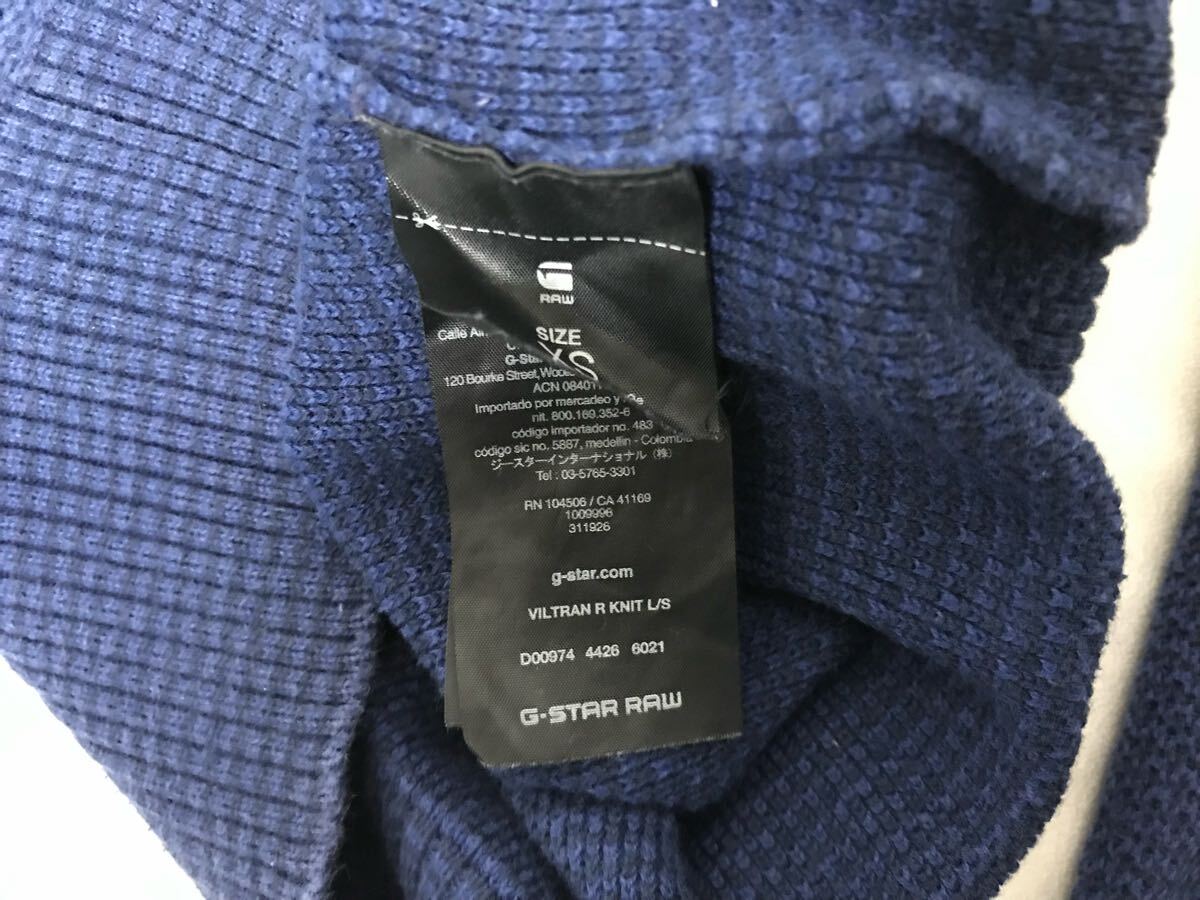 RAW
SIZE
XS
Calle
G-Star
120 Bourke Street,
ACN
Importado por mercadeo y
nit. 800.169.352-6
código importador no. 483
código sic no. 5887, medellin - Colombia
ジースターインターナショナル (株)
Tel : 03-5765-3301
RN 104506 / CA 41169
1009996
311926
g-star.com
VILTRAN R KNIT L/S
D00974 4426 6021
G-STAR RAW